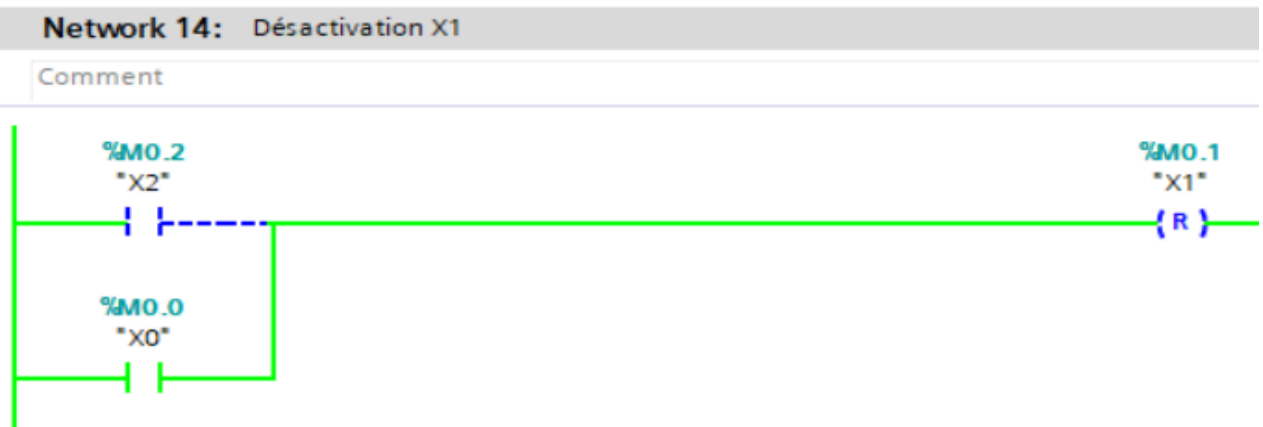 Network 14: Désactivation X1
Comment
%M0.2 %M0.1
"X2" "X1"
R
%M0.0
"X0"